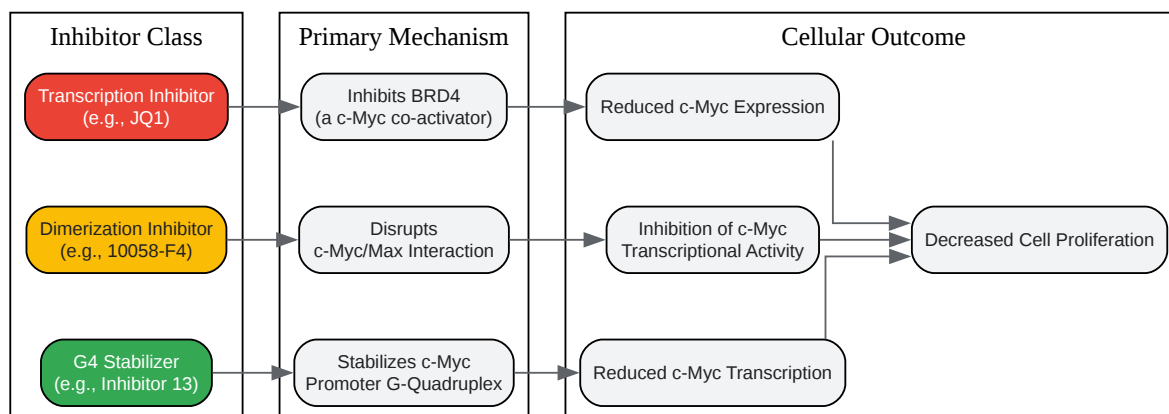 Inhibitor Class
Primary Mechanism
Cellular Outcome
Transcription Inhibitor
(e.g., JQ1)
Inhibits BRD4
(a c-Myc co-activator)
Reduced c-Myc Expression
Dimerization Inhibitor
(e.g., 10058-F4)
Disrupts
c-Myc/Max Interaction
Inhibition of c-Myc
Transcriptional Activity
Decreased Cell Proliferation
G4 Stabilizer
(e.g., Inhibitor 13)
Stabilizes c-Myc
Promoter G-Quadruplex
Reduced c-Myc Transcription